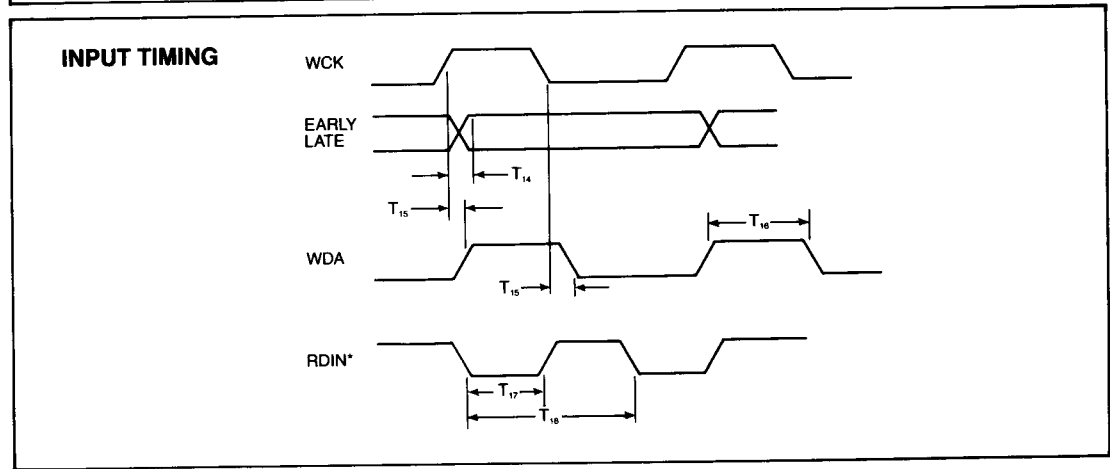 INPUT TIMING
WCK
EARLY
LATE
T14
T15
WDA
T16
T15
RDIN*
T17
T18